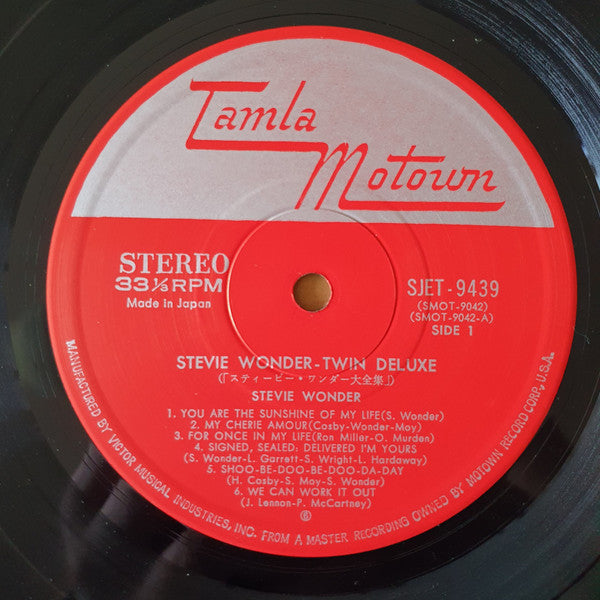 Tamla
Motown
STEREO
33⅓RPM
Made in Japan
SJET-9439
(SMOT-9042)
(SMOT-9042-A)
SIDE 1
STEVIE WONDER-TWIN DELUXE
(「スティービー・ワンダー大全集」)
STEVIE WONDER
1. YOU ARE THE SUNSHINE OF MY LIFE(S. Wonder)
2. MY CHERIE AMOUR(Cosby-Wonder-Moy)
3. FOR ONCE IN MY LIFE(Ron Miller-O. Murden)
4. SIGNED, SEALED: DELIVERED I'M YOURS
(S. Wonder-L. Garrett-S. Wright-L. Hardaway)
5. SHOO-BE-DOO-BE-DOO-DA-DAY
(H. Cosby-S. Moy-S. Wonder)
6. WE CAN WORK IT OUT
(J. Lennon-P. McCartney)
MANUFACTURED BY VICTOR MUSICAL INDUSTRIES, INC. FROM A MASTER RECORDING OWNED BY MOTOWN RECORD CORP., U.S.A.